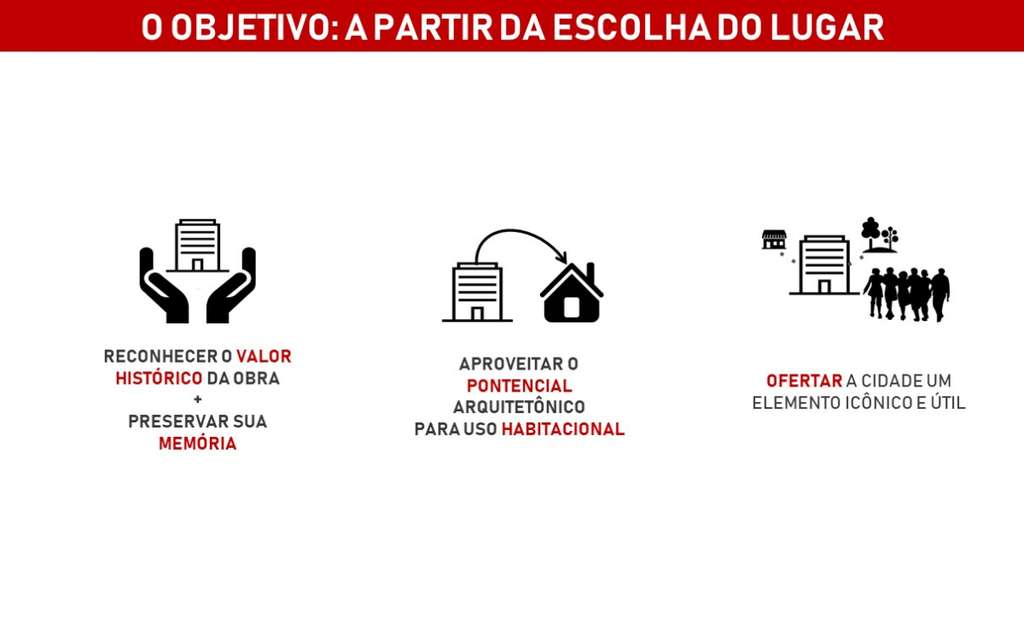 O OBJETIVO: A PARTIR DA ESCOLHA DO LUGAR
RECONHECER O VALOR
HISTÓRICO DA OBRA
+
PRESERVAR SUA
MEMÓRIA
APROVEITAR O
PONTENCIAL
ARQUITETÔNICO
PARA USO HABITACIONAL
OFERTAR A CIDADE UM
ELEMENTO ICÔNICO E ÚTIL